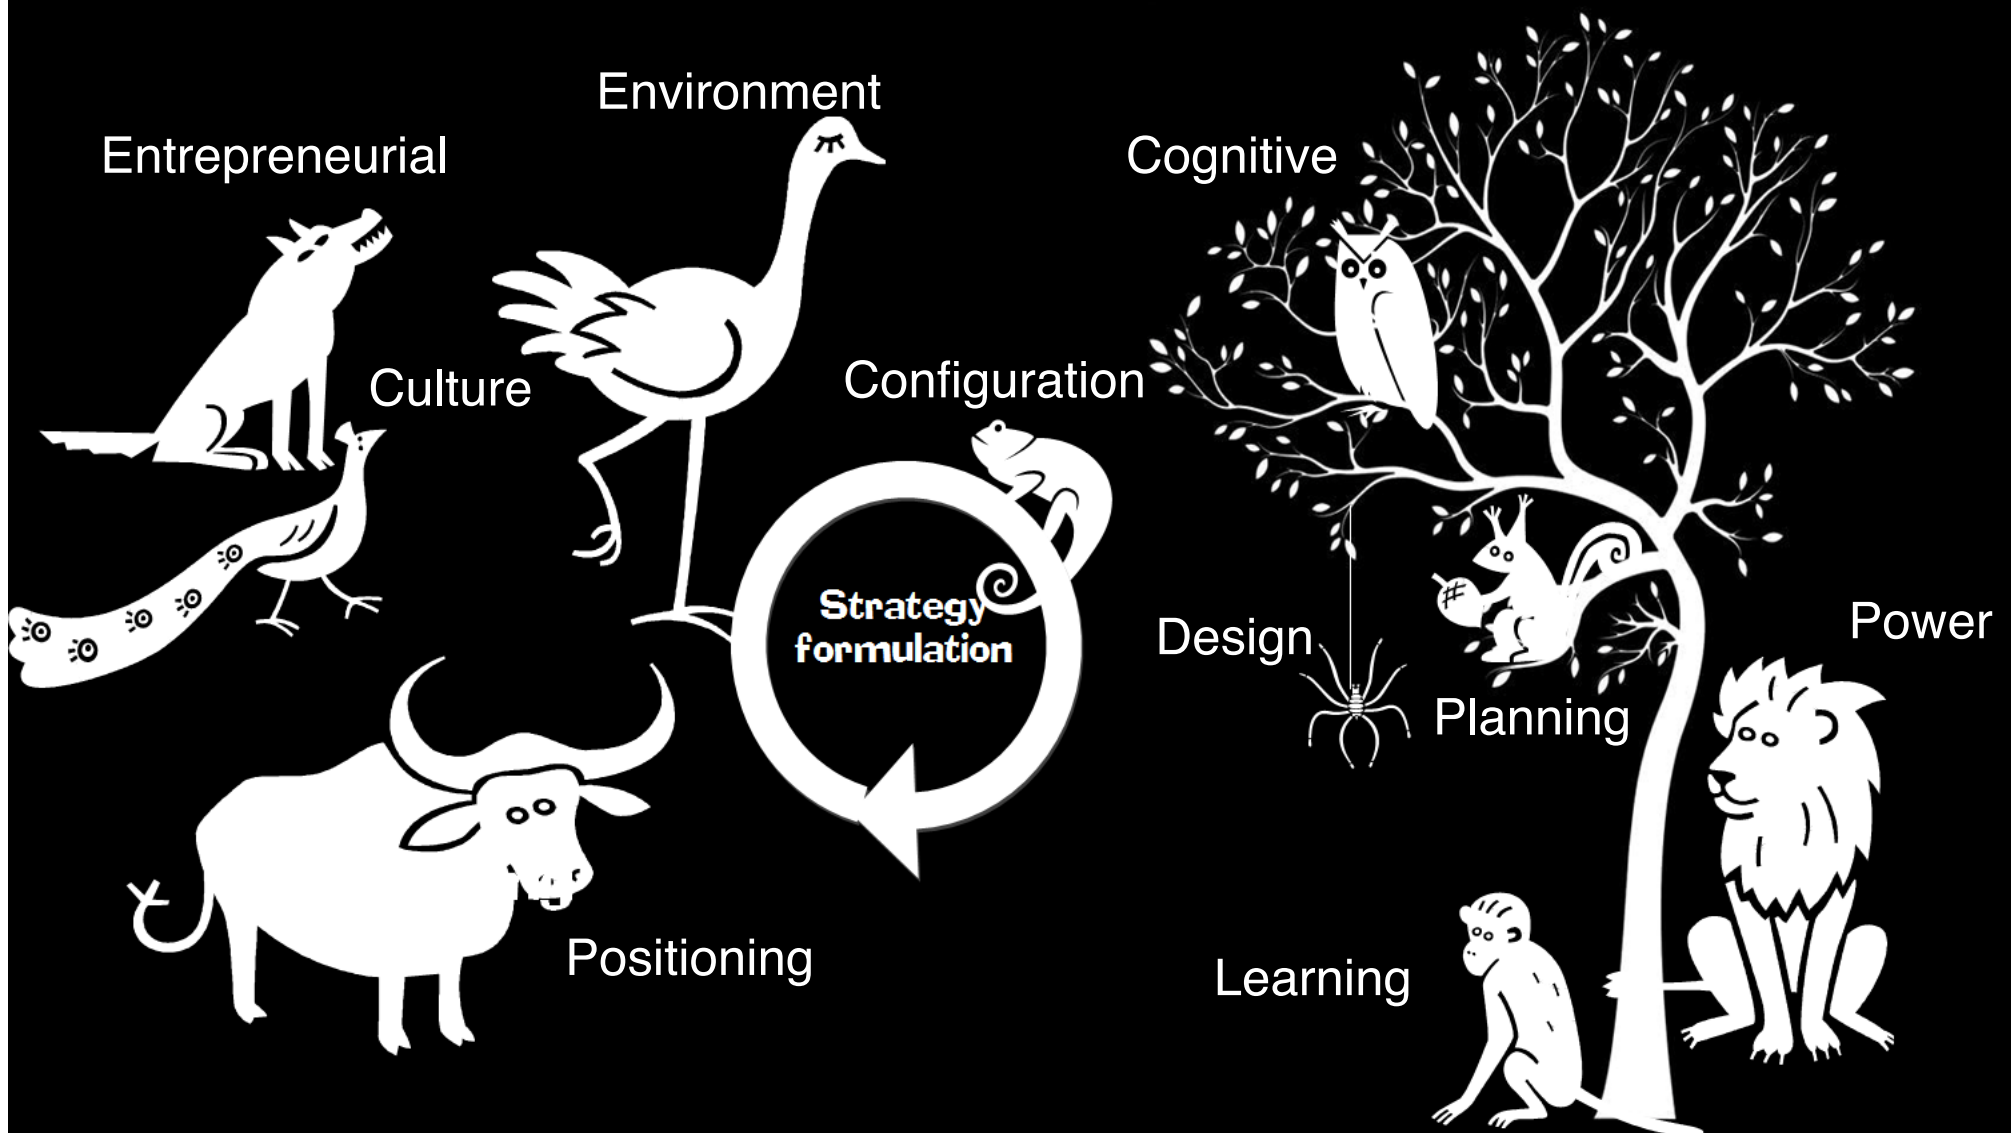 Environment
Entrepreneurial
Cognitive
Culture
Configuration
Strategy
formulation
Design
Power
Planning
Positioning
Learning